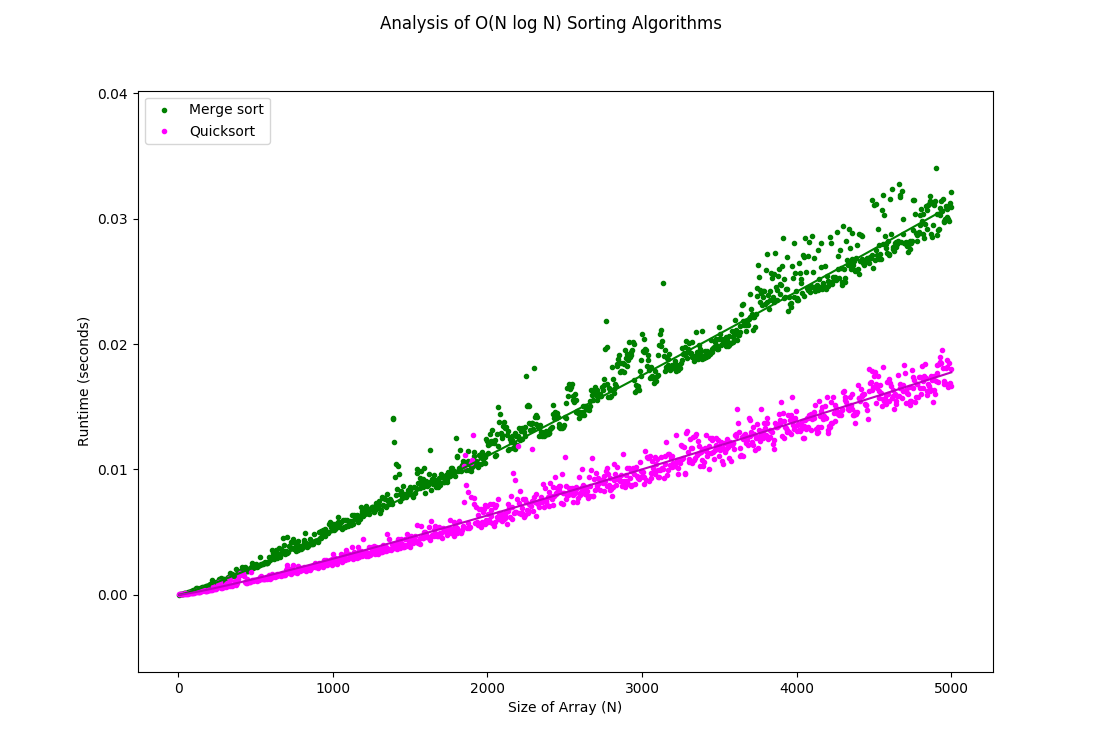 Analysis of O(N log N) Sorting Algorithms
Merge sort
Quicksort
0.04
0.03
0.02
0.01
0.00
Runtime (seconds)
0 1000 2000 3000 4000 5000
Size of Array (N)